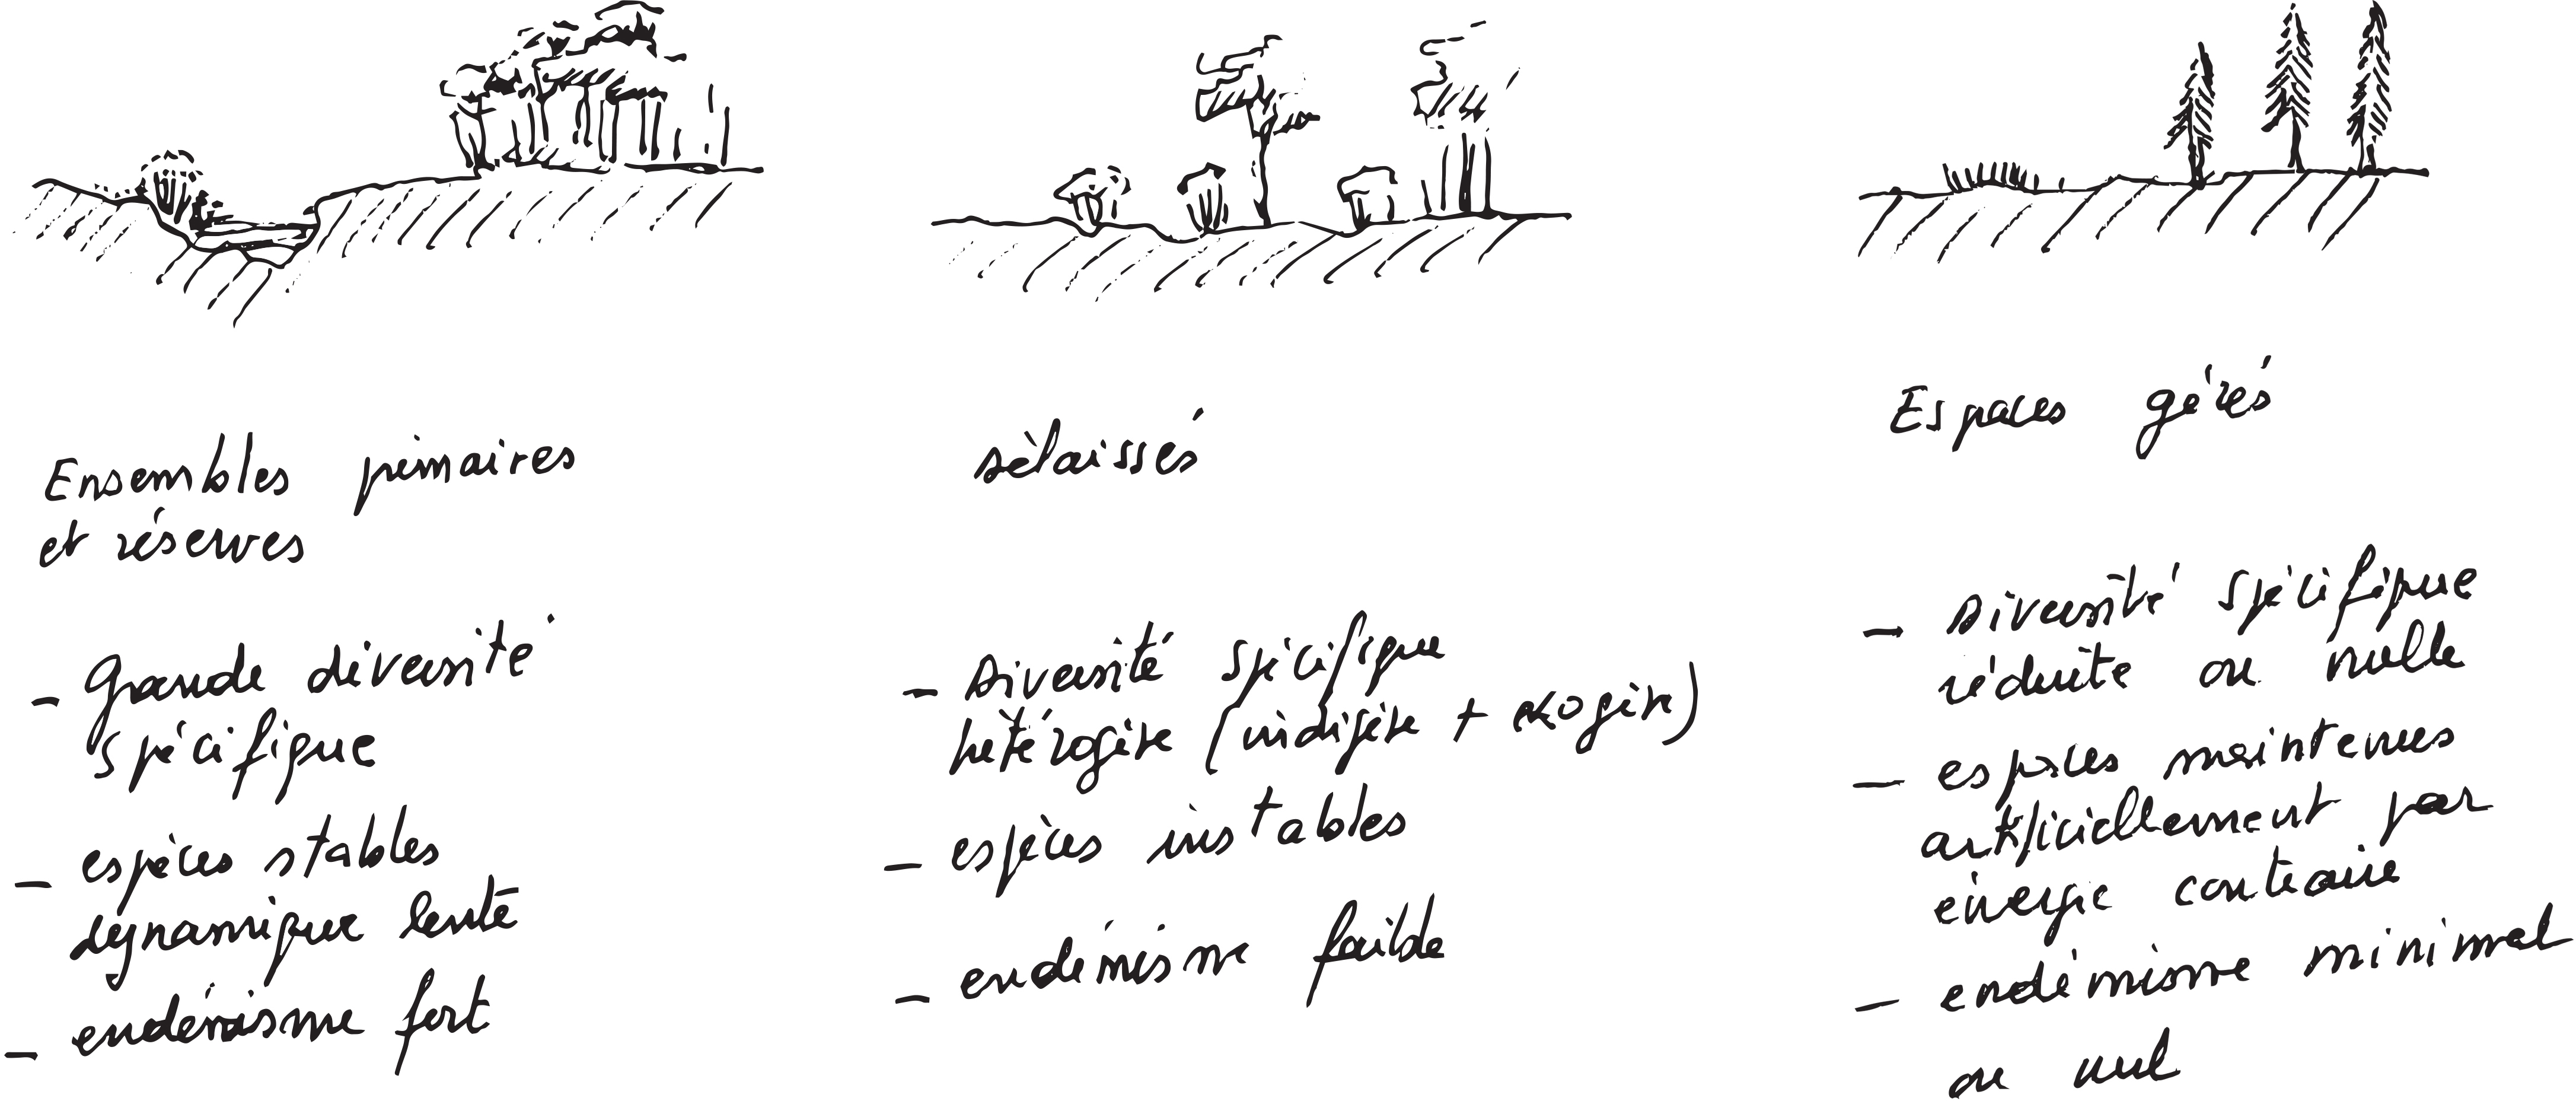 Ensembles primaires
et réserves
- Grande diversité
spécifique
- espèces stables
dynamique lente
- endémisme fort
délaissés
- Diversité spécifique
hétérogène (indigène + exogène)
- espèces instables
- endémisme faible
Espaces gérés
- Diversité spécifique
réduite ou nulle
- espaces maintenues
artificiellement par
énergie contraire
- endémisme minimal
ou nul